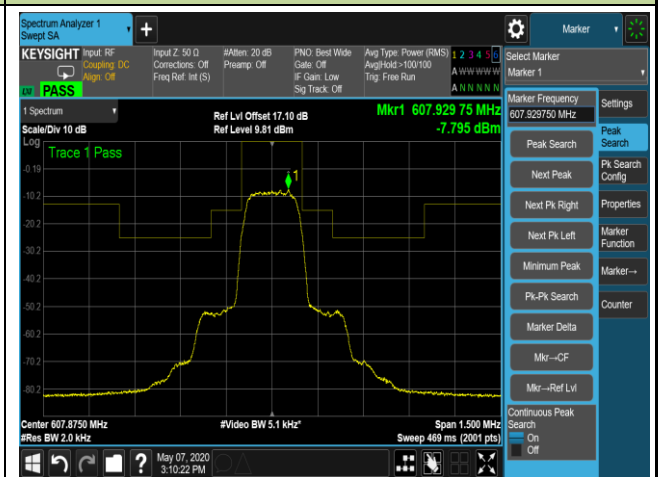 Spectrum Analyzer 1
Swept SA
+
Marker
KEYSIGHT
Input: RF
Coupling: DC
Align: Off
Input Z: 50 Ω
Corrections: Off
Freq Ref: Int (S)
#Atten: 20 dB
Preamp: Off
PNO: Best Wide
Gate: Off
IF Gain: Low
Sig Track: Off
Avg Type: Power (RMS)
Avg|Hold:>100/100
Trig: Free Run
1 2 3 4 5 6
A W W W W W
A N N N N N
PASS
Select Marker
Marker 1
1 Spectrum
Scale/Div 10 dB
Log
Ref Lvl Offset 17.10 dB
Ref Level 9.81 dBm
Mkr1 607.929 75 MHz
-7.795 dBm
Trace 1 Pass
1
-0.19
-10.2
-20.2
-30.2
-40.2
-50.2
-60.2
-70.2
-80.2
Center 607.8750 MHz
#Res BW 2.0 kHz
#Video BW 5.1 kHz*
Span 1.500 MHz
Sweep 469 ms (2001 pts)
Marker Frequency
607.929750 MHz
Peak Search
Next Peak
Next Pk Right
Next Pk Left
Minimum Peak
Pk-Pk Search
Marker Delta
Mkr→CF
Mkr→Ref Lvl
Continuous Peak
Search
On
Off
Settings
Peak
Search
Pk Search
Config
Properties
Marker
Function
Marker→
Counter
?
May 07, 2020
3:10:22 PM